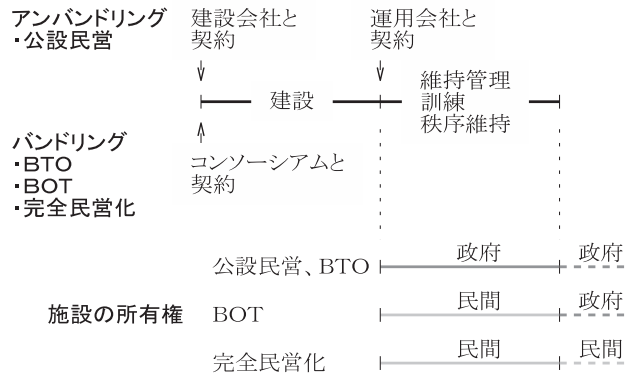 アンバンドリング
・公設民営
建設会社と
契約
運用会社と
契約
建設
維持管理
訓練
秩序維持
バンドリング
・BTO
・BOT
・完全民営化
コンソーシアムと
契約
公設民営、BTO
政府
政府
施設の所有権
BOT
民間
政府
完全民営化
民間
民間